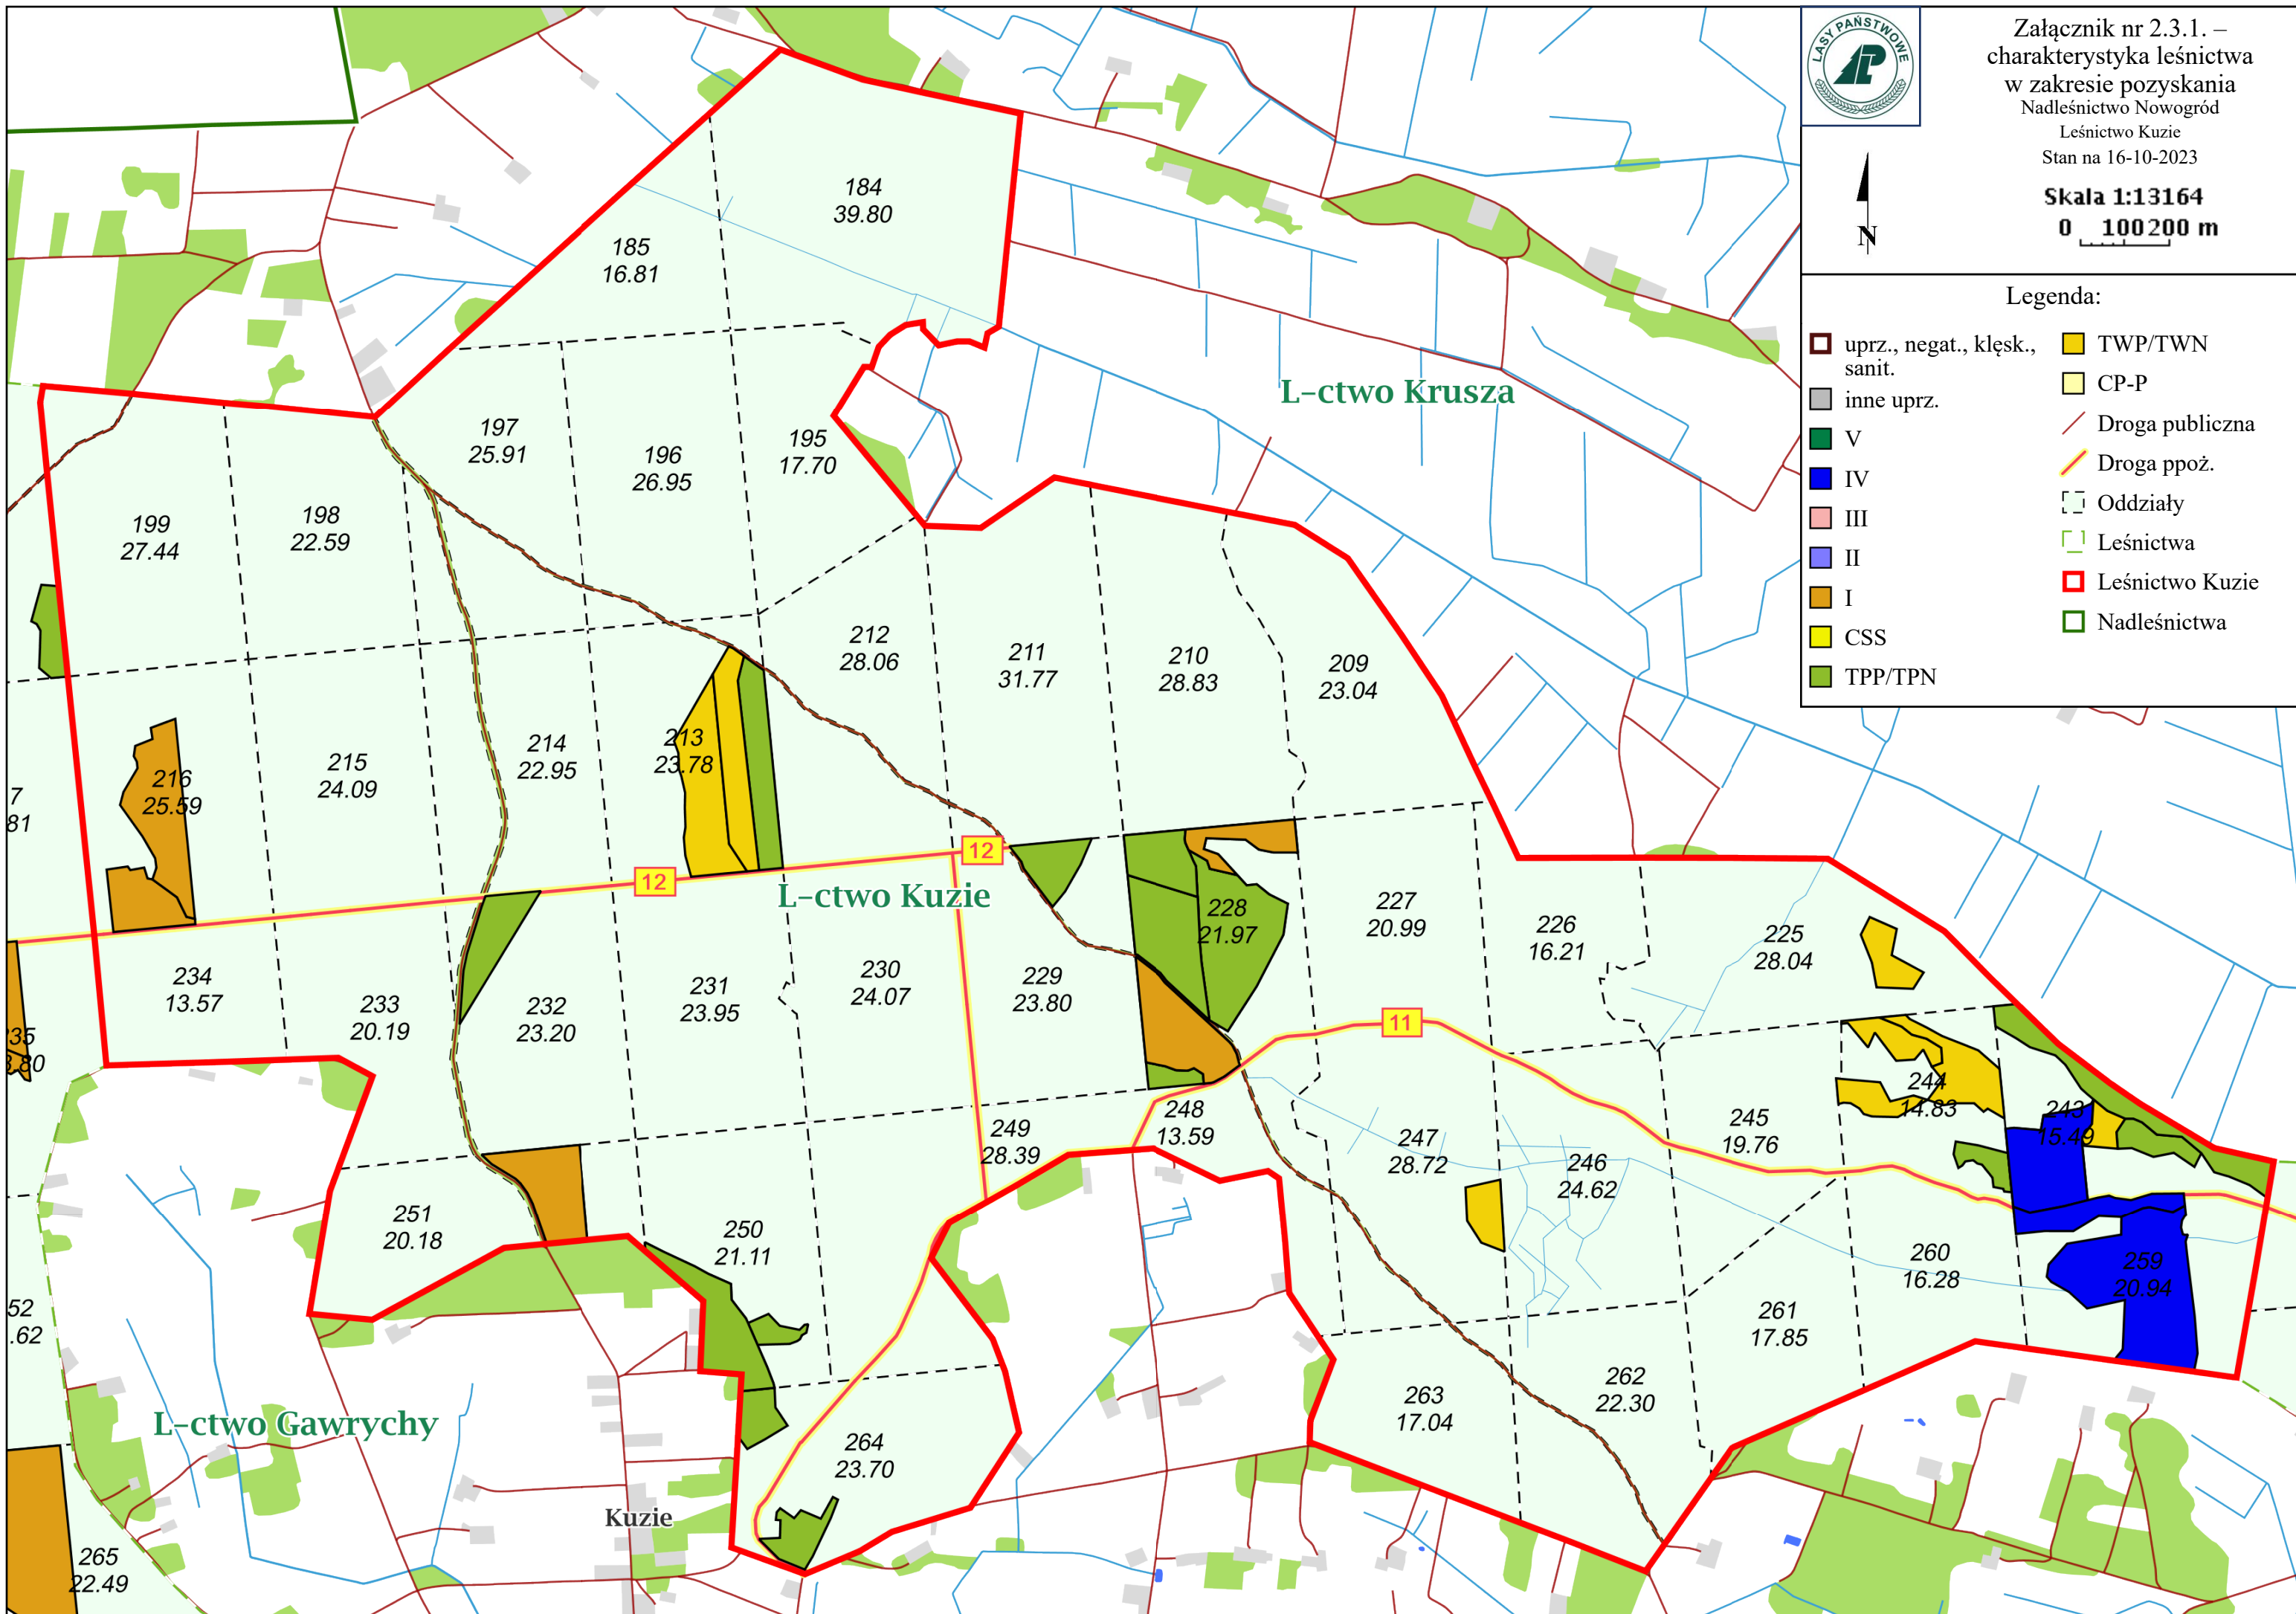 LASY PAŃSTWOWE
Załącznik nr 2.3.1. –
charakterystyka leśnictwa
w zakresie pozyskania
Nadleśnictwo Nowogród
Leśnictwo Kuzie
Stan na 16-10-2023
Skala 1:13164
0 100 200 m
N
Legenda:
uprz., negat., klęsk.,
sanit.
inne uprz.
V
IV
III
II
I
CSS
TPP/TPN
TWP/TWN
CP-P
Droga publiczna
Droga ppoż.
Oddziały
Leśnictwa
Leśnictwo Kuzie
Nadleśnictwa
184
39.80
185
16.81
L-ctwo Krusza
197
25.91
196
26.95
195
17.70
199
27.44
198
22.59
212
28.06
211
31.77
210
28.83
209
23.04
216
25.59
215
24.09
214
22.95
213
23.78
7
81
12
12
L-ctwo Kuzie
228
21.97
227
20.99
226
16.21
225
28.04
234
13.57
233
20.19
232
23.20
231
23.95
230
24.07
229
23.80
11
35
3.80
249
28.39
248
13.59
247
28.72
246
24.62
245
19.76
244
14.83
243
15.49
251
20.18
250
21.11
260
16.28
259
20.94
52
.62
261
17.85
262
22.30
263
17.04
264
23.70
L-ctwo Gawrychy
Kuzie
265
22.49